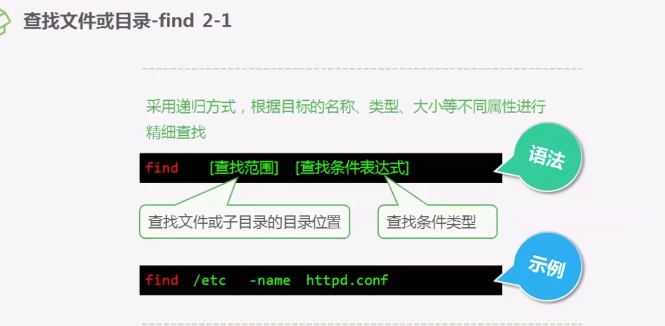 查找文件或目录-find 2-1
采用递归方式，根据目标的名称、类型、大小等不同属性进行
精细查找
语法
find [查找范围] [查找条件表达式]
查找文件或子目录的目录位置
查找条件类型
示例
find /etc -name httpd.conf